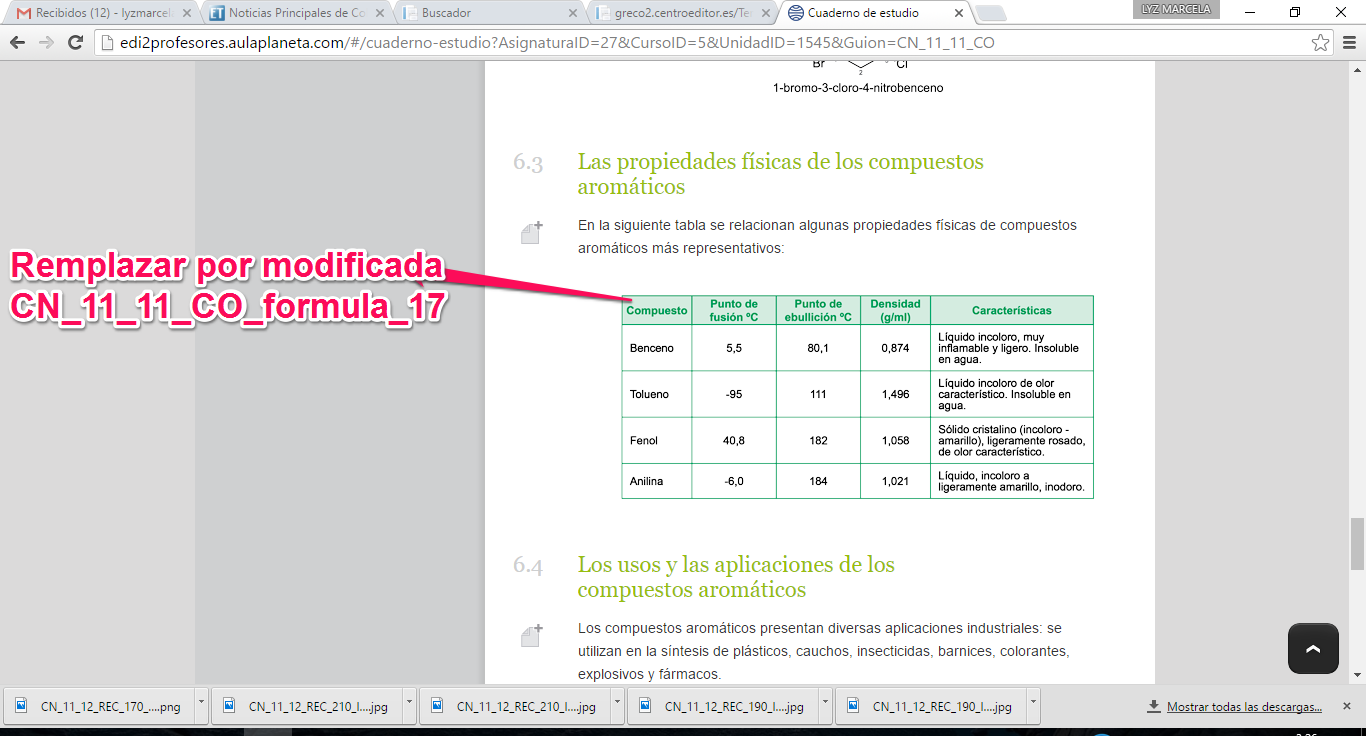 Recibidos (12) - lyzmarcel
Noticias Principales de Co
Buscador
greco2.centroeditor.es/Te
Cuaderno de estudio
LYZ MARCELA
edi2profesores.aulaplaneta.com/#/cuaderno-estudio?AsignaturaID=27&CursoID=5&UnidadID=1545&Guion=CN_11_11_CO
Br
2
Cl
1-bromo-3-cloro-4-nitrobenceno
6.3 Las propiedades físicas de los compuestos
aromáticos
En la siguiente tabla se relacionan algunas propiedades físicas de compuestos
aromáticos más representativos:
Remplazar por modificada
CN_11_11_CO_formula_17
Compuesto
Punto de
fusión ºC
Punto de
ebullición ºC
Densidad
(g/ml)
Características
Benceno
5,5
80,1
0,874
Líquido incoloro, muy
inflamable y ligero. Insoluble
en agua.
Tolueno
-95
111
1,496
Líquido incoloro de olor
característico. Insoluble en
agua.
Fenol
40,8
182
1,058
Sólido cristalino (incoloro -
amarillo), ligeramente rosado,
de olor característico.
Anilina
-6,0
184
1,021
Líquido, incoloro a
ligeramente amarillo, inodoro.
6.4 Los usos y las aplicaciones de los
compuestos aromáticos
Los compuestos aromáticos presentan diversas aplicaciones industriales: se
utilizan en la síntesis de plásticos, cauchos, insecticidas, barnices, colorantes,
explosivos y fármacos.
CN_11_12_REC_170_....png
CN_11_12_REC_210_I....jpg
CN_11_12_REC_210_I....jpg
CN_11_12_REC_190_I....jpg
CN_11_12_REC_190_I....jpg
Mostrar todas las descargas...